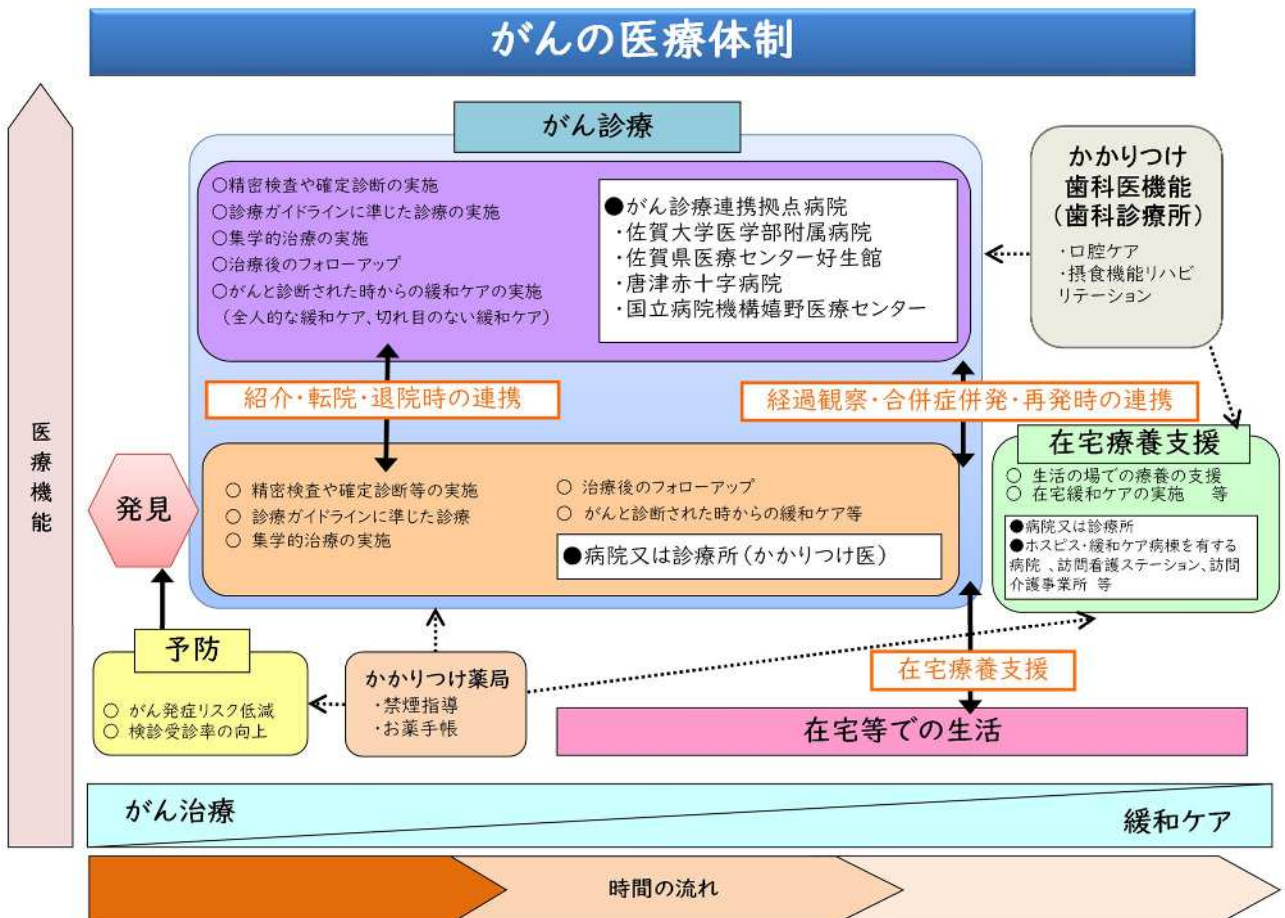 がんの医療体制
がん診療
○精密検査や確定診断の実施
○診療ガイドラインに準じた診療の実施
○集学的治療の実施
○治療後のフォローアップ
○がんと診断された時からの緩和ケアの実施
(全人的な緩和ケア、切れ目のない緩和ケア)
●がん診療連携拠点病院
・佐賀大学医学部附属病院
・佐賀県医療センター好生館
・唐津赤十字病院
・国立病院機構嬉野医療センター
かかりつけ
歯科医機能
(歯科診療所)
・口腔ケア
・摂食機能リハビ
リテーション
紹介・転院・退院時の連携
経過観察・合併症併発・再発時の連携
医療機能
発見
○ 精密検査や確定診断等の実施
○ 診療ガイドラインに準じた診療
○ 集学的治療の実施
○ 治療後のフォローアップ
○ がんと診断された時からの緩和ケア等
●病院又は診療所(かかりつけ医)
在宅療養支援
○ 生活の場での療養の支援
○ 在宅緩和ケアの実施 等
●病院又は診療所
●ホスピス・緩和ケア病棟を有する
病院 、訪問看護ステーション、訪問
介護事業所 等
予防
○ がん発症リスク低減
○ 検診受診率の向上
かかりつけ薬局
・禁煙指導
・お薬手帳
在宅療養支援
在宅等での生活
がん治療
緩和ケア
時間の流れ